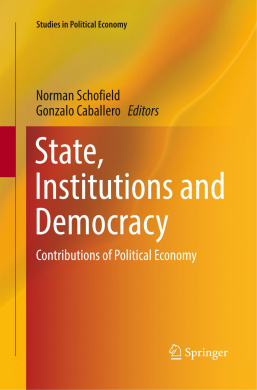 Studies in Political Economy
Norman Schofield
Gonzalo Caballero Editors
State,
Institutions and
Democracy
Contributions of Political Economy
Springer